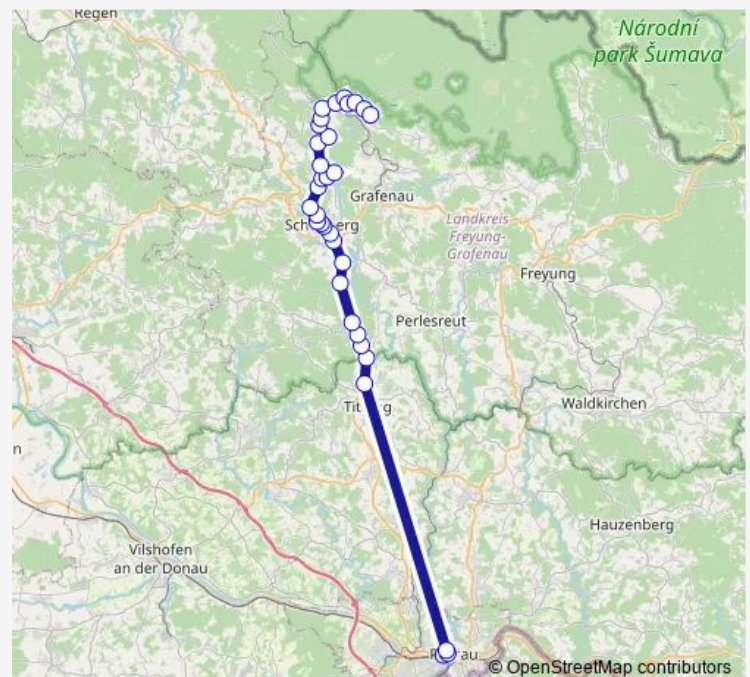 Regen
Národní
park Šumava
Grafenau
Landkreis
Freyung-
Grafenau
Freyung
Perlesreut
Waldkirchen
Hauzenberg
Vilshofen
an der Donau
© OpenStreetMap contributors